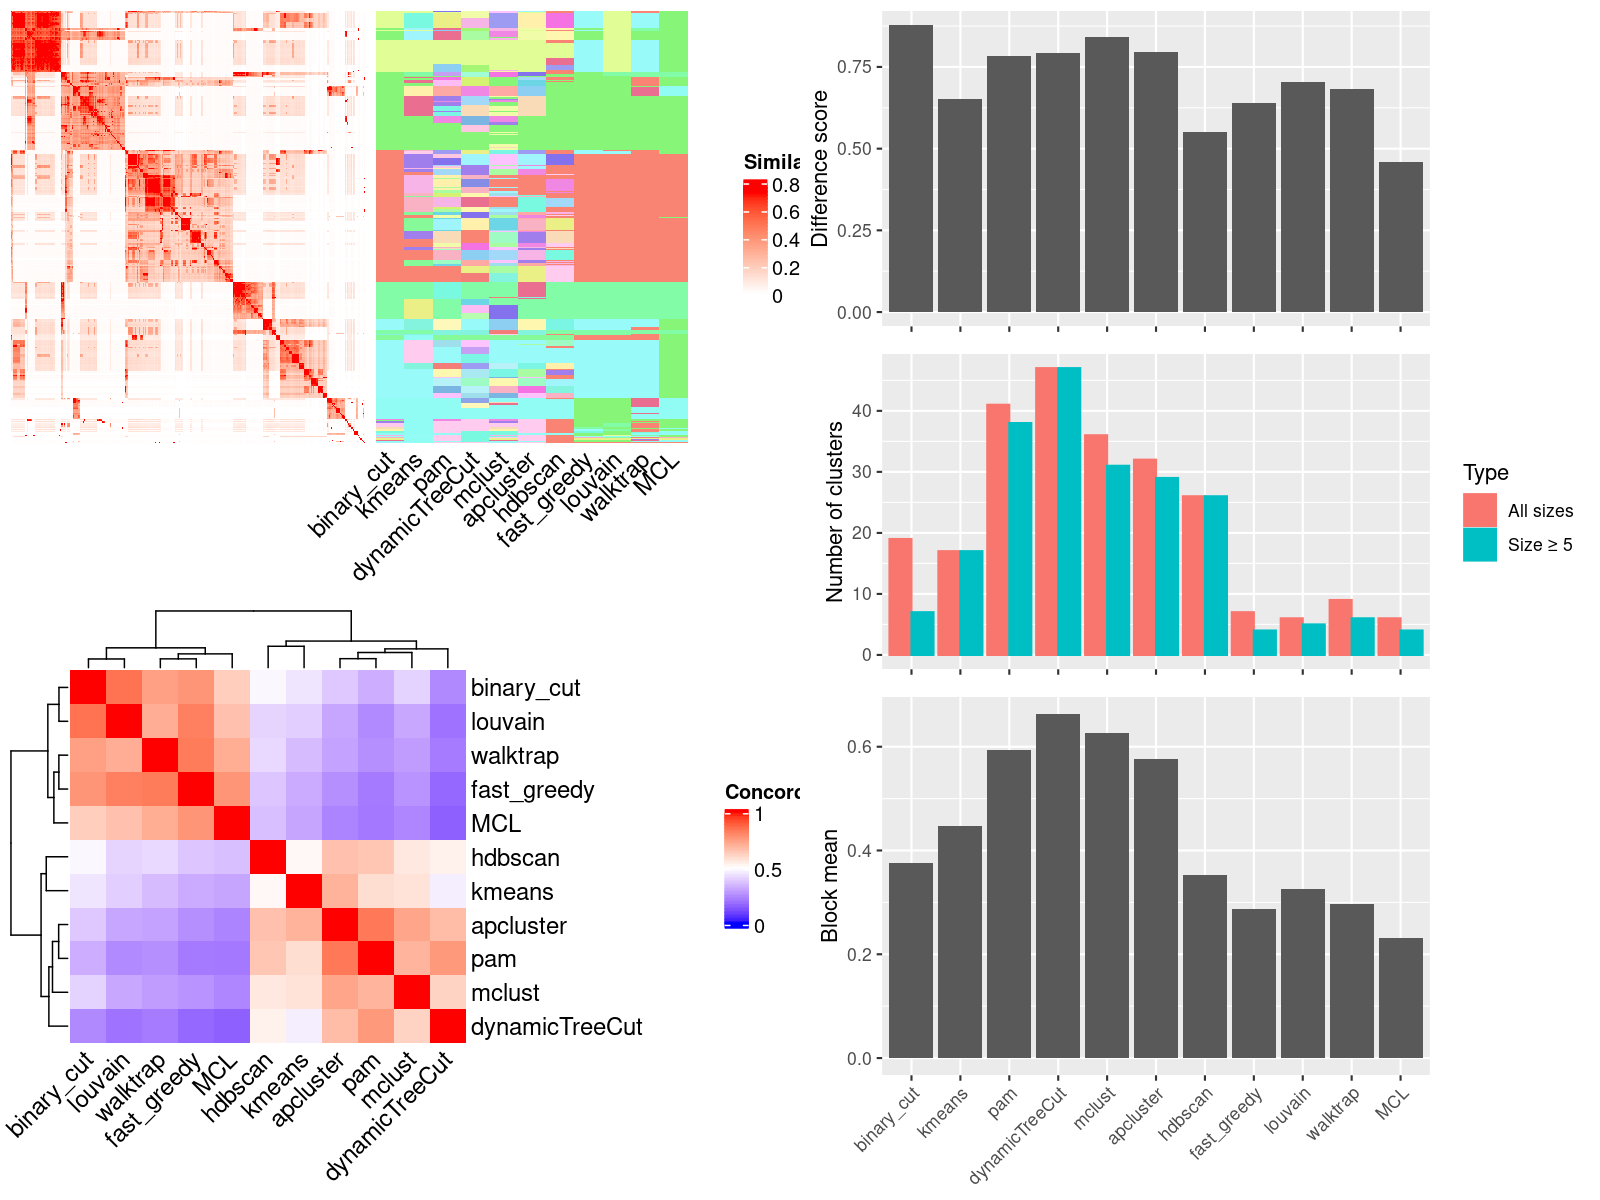 Simila
0.8
0.6
0.4
0.2
0
binary_cut
kmeans
pam
dynamicTreeCut
mclust
apcluster
hdbscan
fast_greedy
louvain
walktrap
MCL
binary_cut
louvain
walktrap
fast_greedy
MCL
hdbscan
kmeans
apcluster
pam
mclust
dynamicTreeCut
binary_cut
louvain
walktrap
fast_greedy
MCL
hdbscan
kmeans
apcluster
pam
mclust
dynamicTreeCut
Concord
1
0.5
0
Difference score
0.75
0.50
0.25
0.00
Number of clusters
40
30
20
10
0
Type
All sizes
Size ≥ 5
Block mean
0.6
0.4
0.2
0.0
binary_cut
kmeans
pam
dynamicTreeCut
mclust
apcluster
hdbscan
fast_greedy
louvain
walktrap
MCL